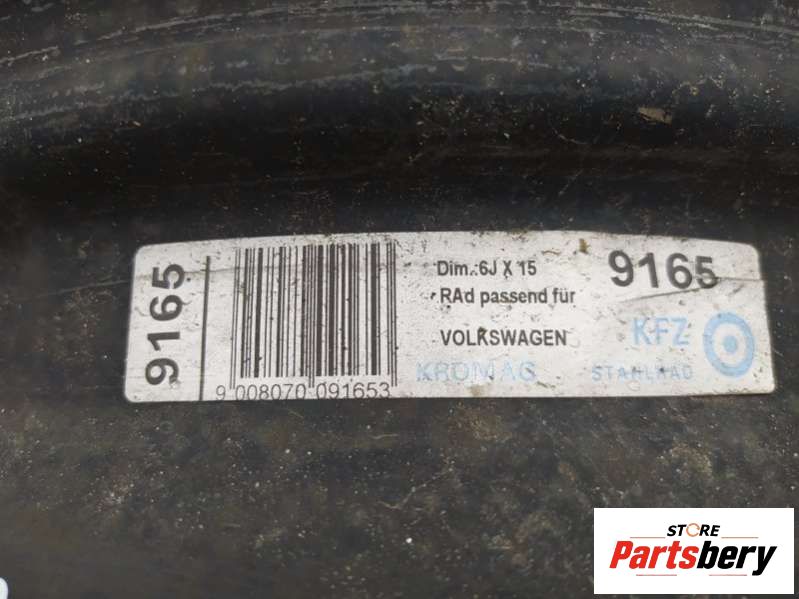 9165
9 008070 091653
Dim.:6J X 15
RAd passend für
VOLKSWAGEN
KROMAG
9165
KFZ
STAHLRAD
STORE
Partsbery